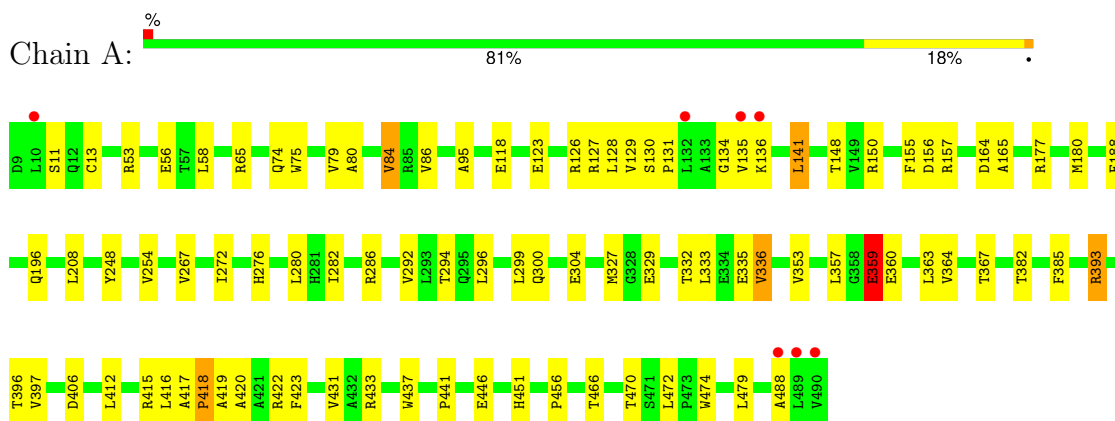 %
Chain A:
81% 18% •
D9 L10 S11 Q12 C13 R53 E56 T57 L58 R65 Q74 W75 V79 A80 V84 R85 V86 A95 E118 E123 R126 R127 L128 V129 S130 P131 L132 A133 G134 V135 K136 L141 T148 V149 R150 F155 D156 R157 D164 A165 R177 M180
Q196 L208 Y248 V254 V267 I272 H276 L280 H281 I282 R286 V292 L293 T294 Q295 L296 L299 Q300 E304 M327 G328 E329 T332 L333 E334 E335 V336 V353 L357 G358 E359 E360 L363 V364 T367 T382 F385 R393
T396 V397 D406 L412 R415 L416 A417 P418 A419 A420 A421 R422 F423 V431 A432 R433 W437 P441 E446 H451 P456 T466 T470 S471 L472 P473 W474 L479 A488 L489 V490